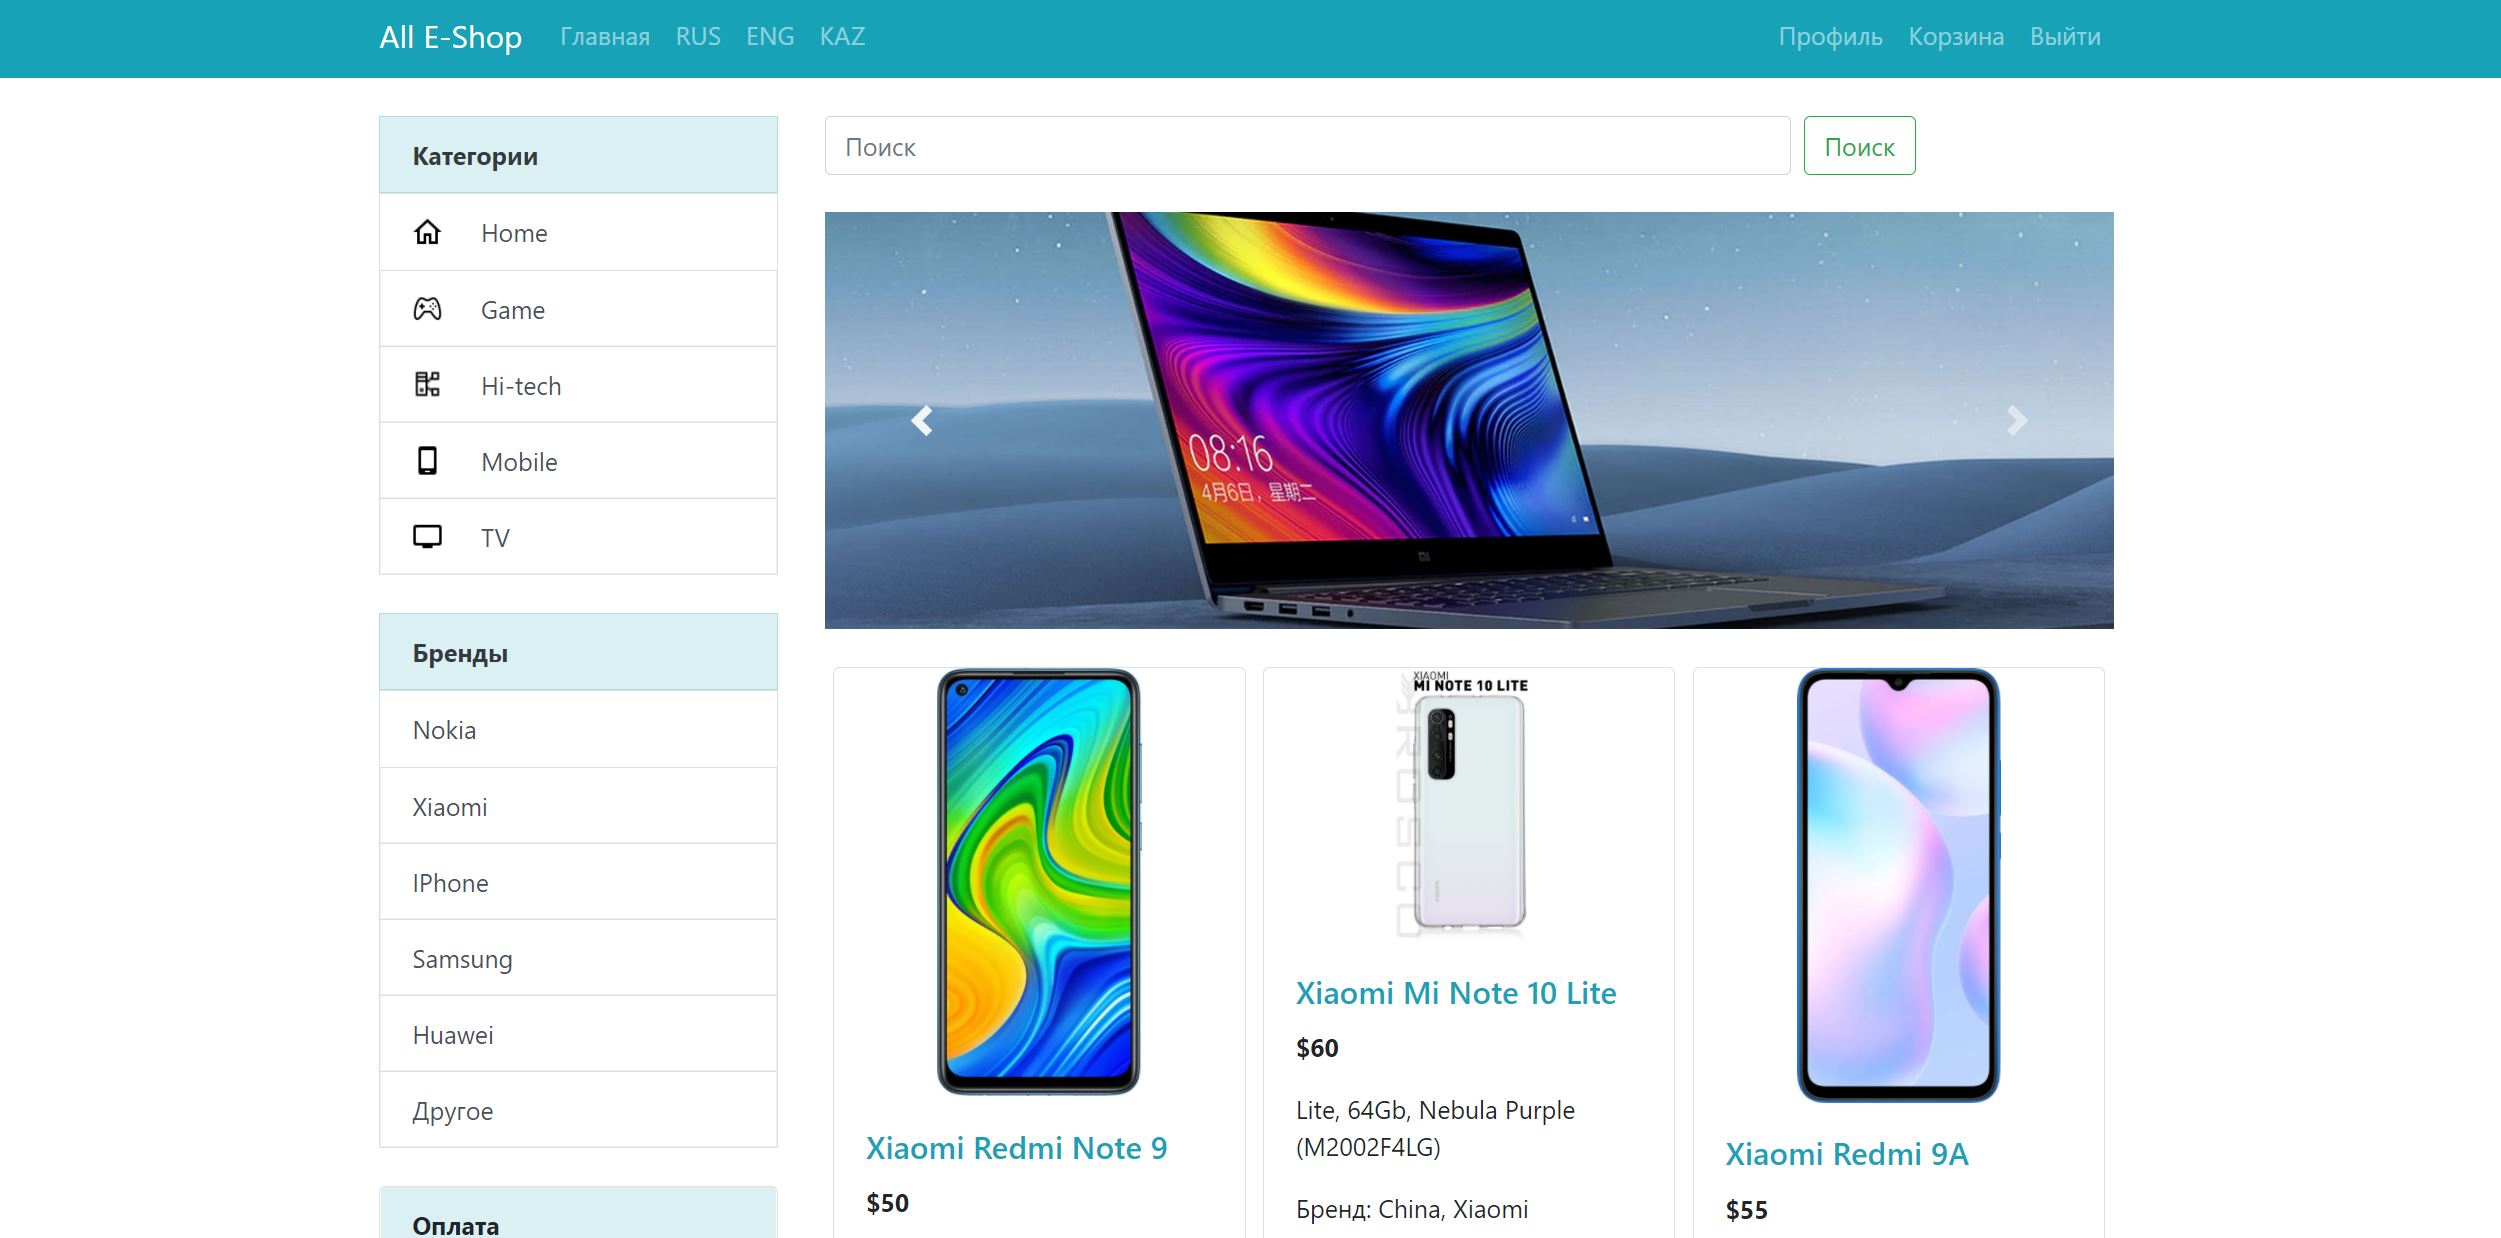 All E-Shop Главная RUS ENG KAZ Профиль Корзина Выйти
Категории
Home
Game
Hi-tech
Mobile
TV
Бренды
Nokia
Xiaomi
IPhone
Samsung
Huawei
Другое
Оплата
Поиск Поиск
08:16
4月6日，星期二
XIAOMI
MI NOTE 10 LITE
Xiaomi Redmi Note 9
$50
Xiaomi Mi Note 10 Lite
$60
Lite, 64Gb, Nebula Purple
(M2002F4LG)
Бренд: China, Xiaomi
Xiaomi Redmi 9A
$55